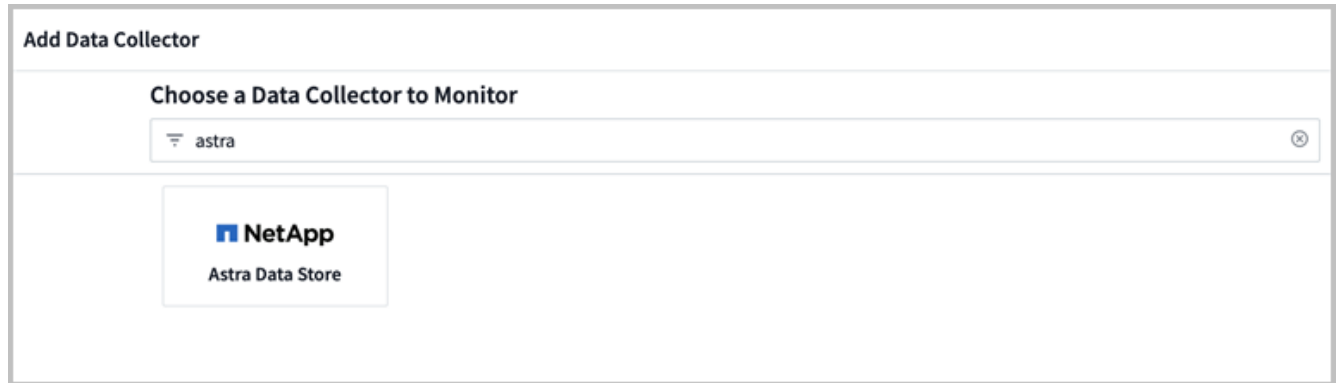 Add Data Collector
Choose a Data Collector to Monitor
astra
NetApp
Astra Data Store